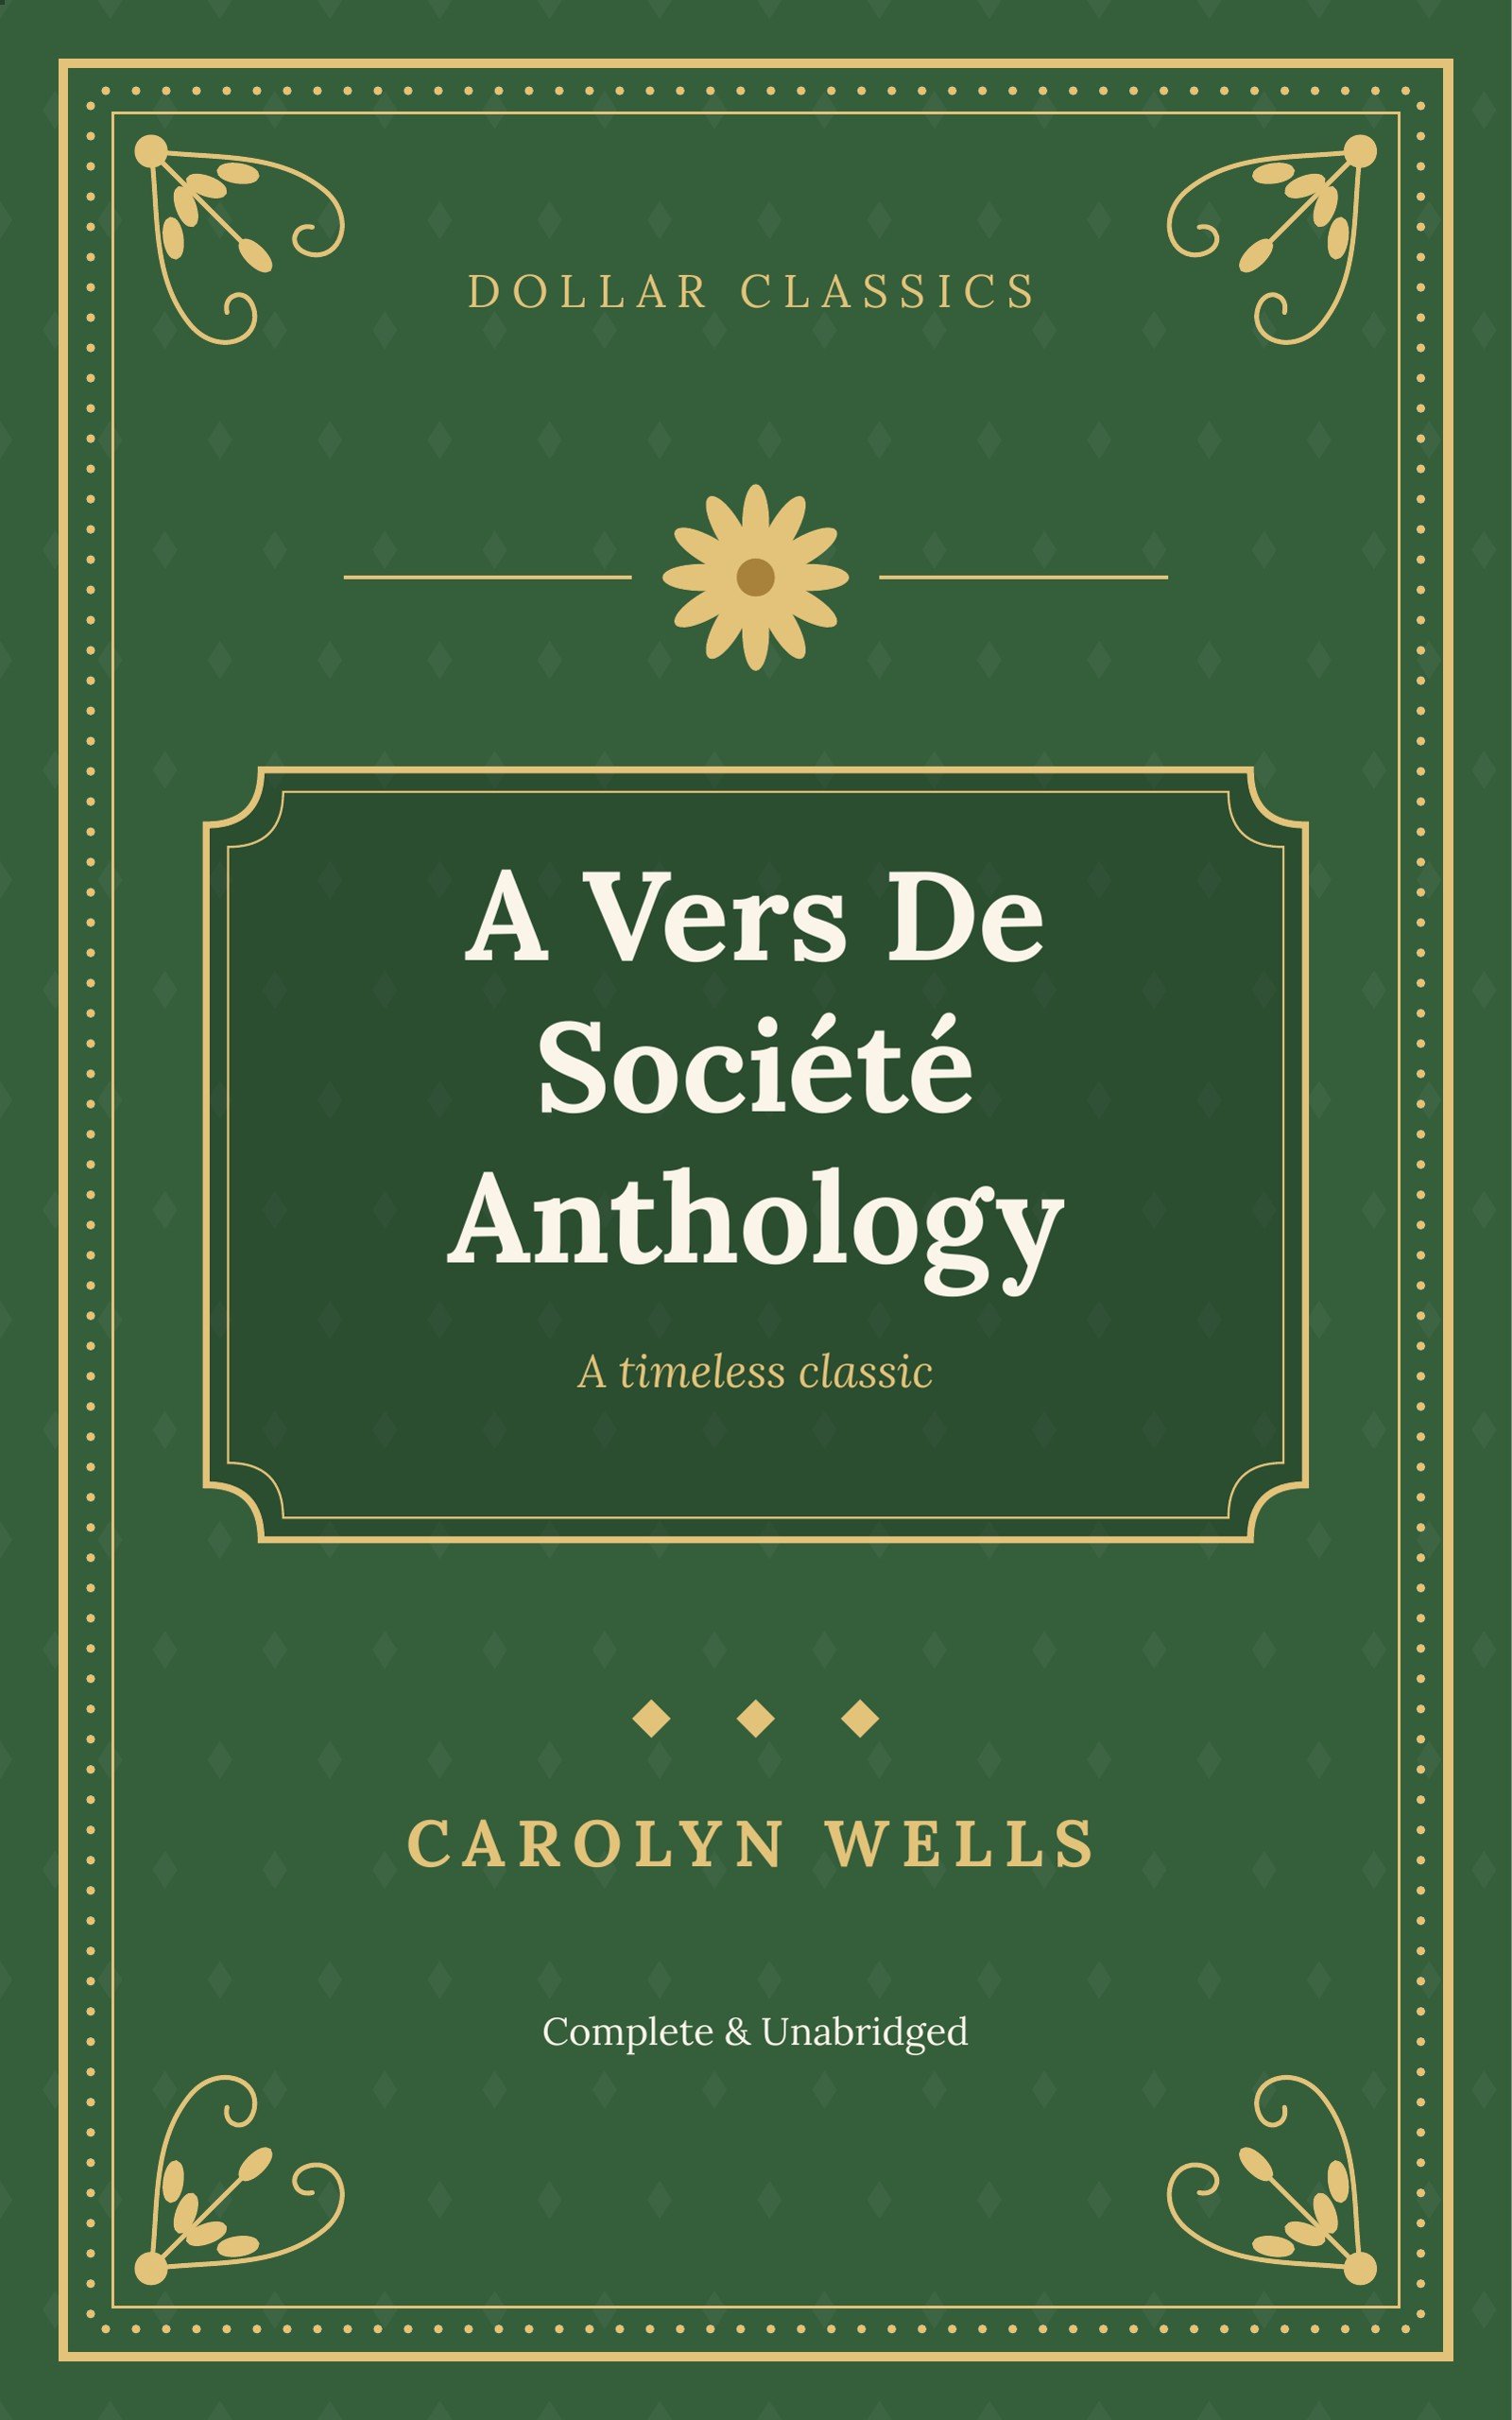 DOLLAR CLASSICS
A Vers De
Société
Anthology
A timeless classic
CAROLYN WELLS
Complete & Unabridged